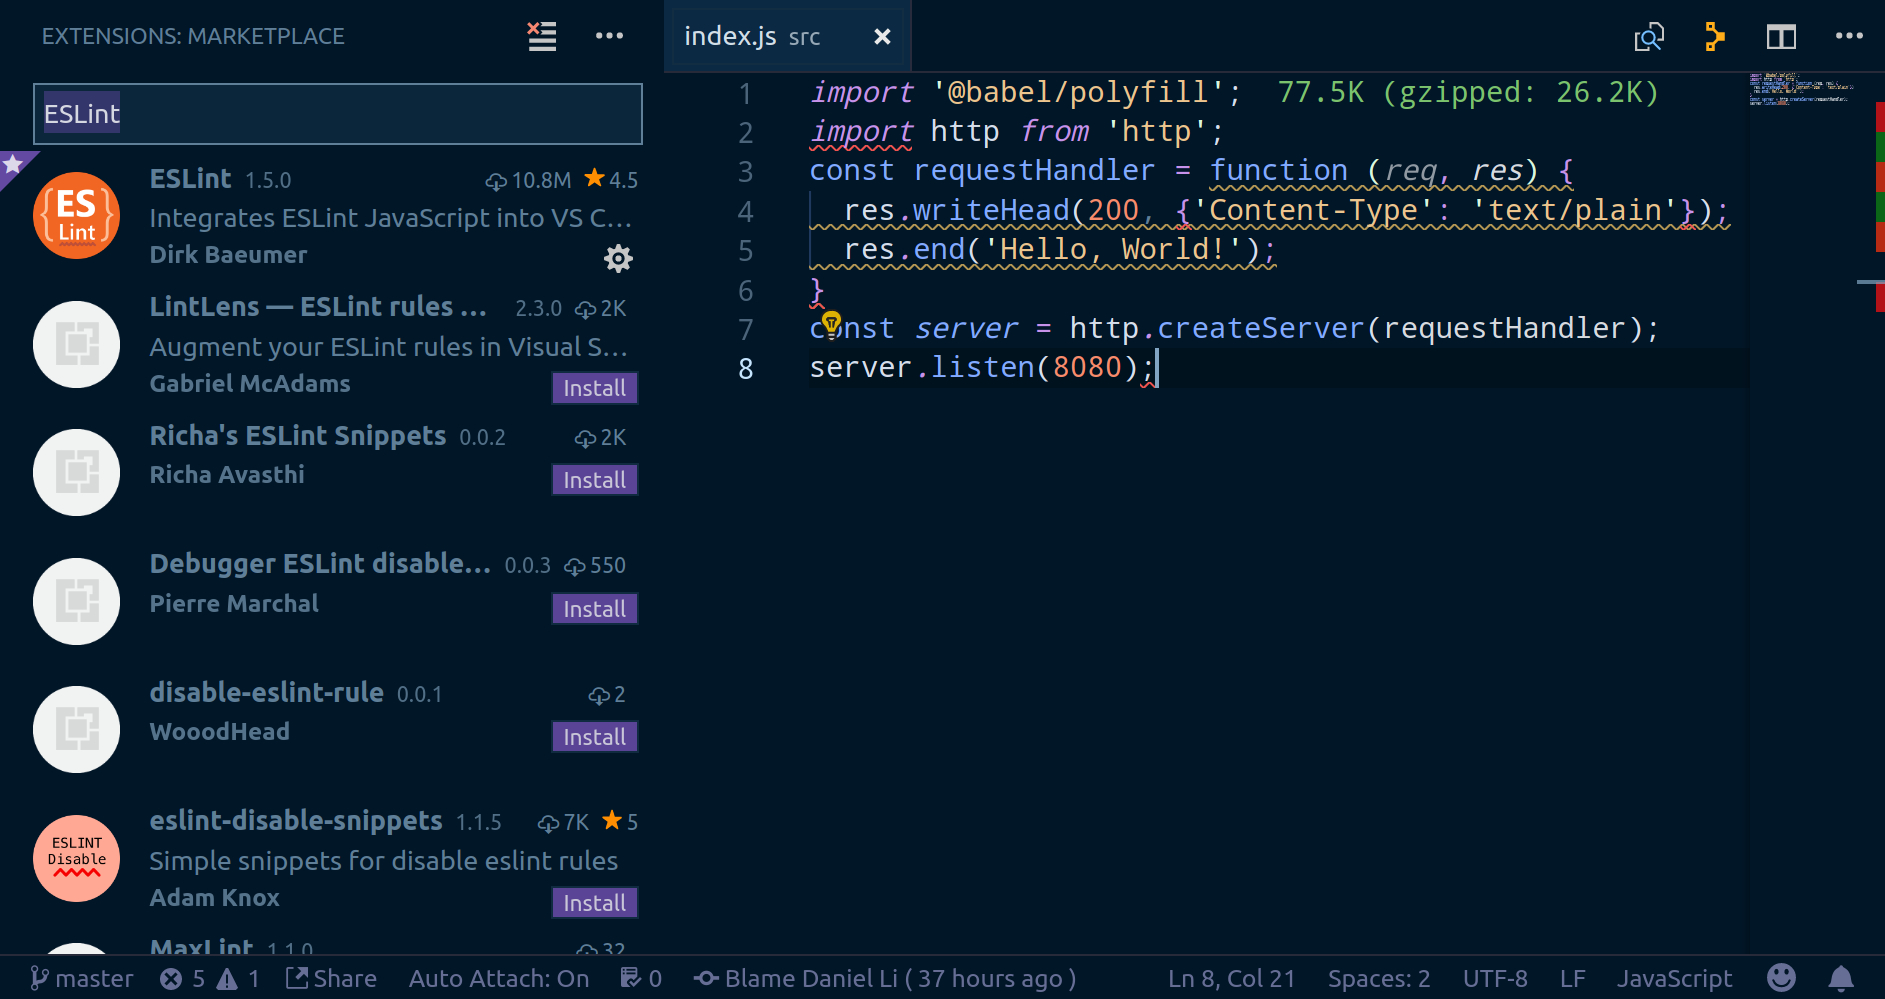 EXTENSIONS: MARKETPLACE
ESLint
ES
Lint
ESLint 1.5.0 10.8M 4.5
Integrates ESLint JavaScript into VS C...
Dirk Baeumer
LintLens — ESLint rules ... 2.3.0 2K
Augment your ESLint rules in Visual S...
Gabriel McAdams
Install
Richa's ESLint Snippets 0.0.2 2K
Richa Avasthi
Install
Debugger ESLint disable... 0.0.3 550
Pierre Marchal
Install
disable-eslint-rule 0.0.1 2
WooodHead
Install
ESLINT
Disable
eslint-disable-snippets 1.1.5 7K 5
Simple snippets for disable eslint rules
Adam Knox
Install
MaxLint 1.1.0 32
index.js src
1 import '@babel/polyfill'; 77.5K (gzipped: 26.2K)
2 import http from 'http';
3 const requestHandler = function (req, res) {
4 res.writeHead(200, {'Content-Type': 'text/plain'});
5 res.end('Hello, World!');
6 }
7 const server = http.createServer(requestHandler);
8 server.listen(8080);
master 5 1 Share Auto Attach: On 0 Blame Daniel Li ( 37 hours ago ) Ln 8, Col 21 Spaces: 2 UTF-8 LF JavaScript